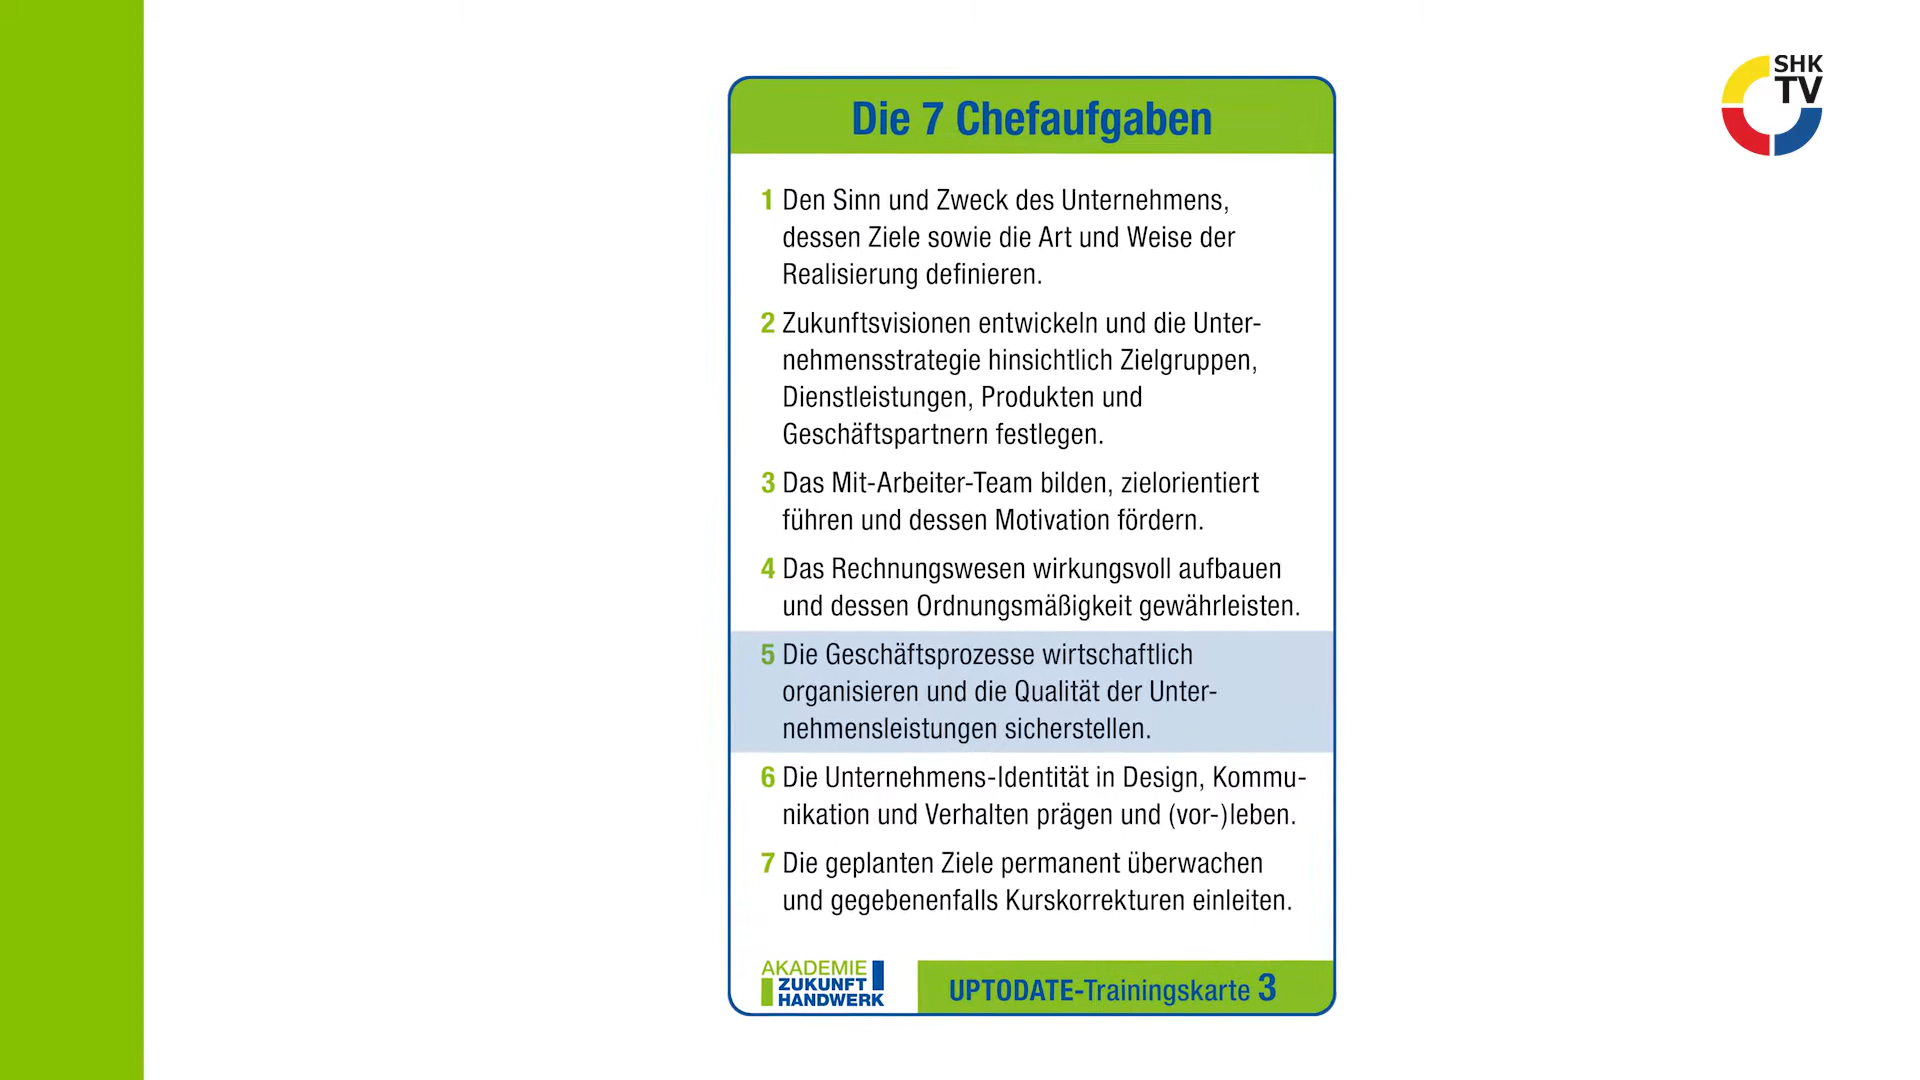 SHK
TV
Die 7 Chefaufgaben
1 Den Sinn und Zweck des Unternehmens,
dessen Ziele sowie die Art und Weise der
Realisierung definieren.
2 Zukunftsvisionen entwickeln und die Unter-
nehmensstrategie hinsichtlich Zielgruppen,
Dienstleistungen, Produkten und
Geschäftspartnern festlegen.
3 Das Mit-Arbeiter-Team bilden, zielorientiert
führen und dessen Motivation fördern.
4 Das Rechnungswesen wirkungsvoll aufbauen
und dessen Ordnungsmäßigkeit gewährleisten.
5 Die Geschäftsprozesse wirtschaftlich
organisieren und die Qualität der Unter-
nehmensleistungen sicherstellen.
6 Die Unternehmens-Identität in Design, Kommu-
nikation und Verhalten prägen und (vor-)leben.
7 Die geplanten Ziele permanent überwachen
und gegebenenfalls Kurskorrekturen einleiten.
AKADEMIE
ZUKUNFT
HANDWERK
UPTODATE-Trainingskarte 3